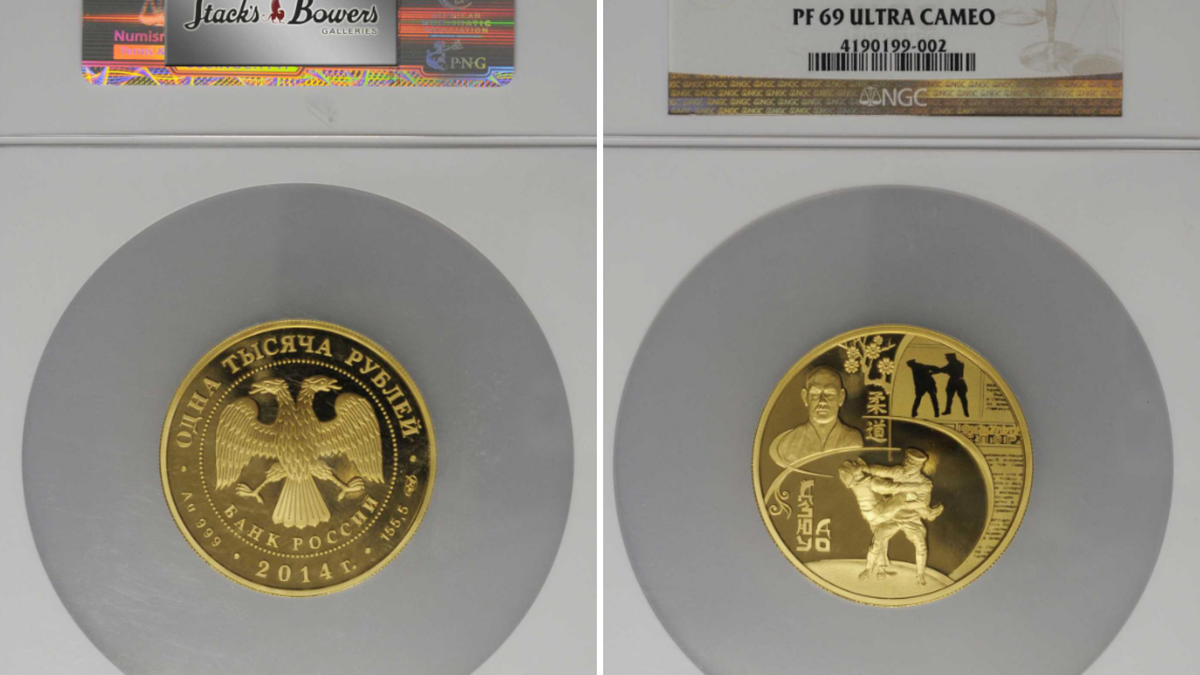 Stack's Bowers
GALLERIES
PNG
ОДНА ТЫСЯЧА РУБЛЕЙ
БАНК РОССИИ
Au 999
2014 г.
155,5
PF 69 ULTRA CAMEO
4190199-002
NGC
柔道
ДЗЮДО